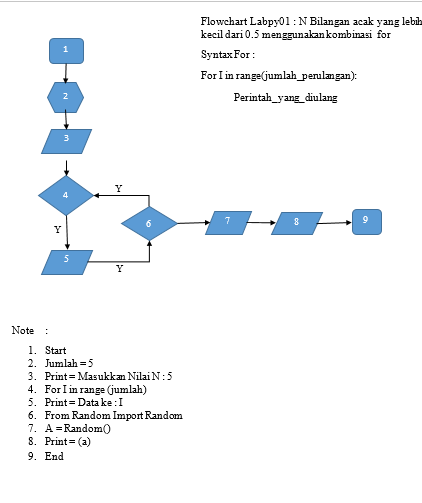 Flowchart Labpy01 : N Bilangan acak yang lebih
kecil dari 0.5 menggunakan kombinasi for
Syntax For :
For I in range(jumlah_perulangan):
Perintah_yang_diulang
1
2
3
4
Y
Y
5
Y
6
7
8
9
Note :
1. Start
2. Jumlah = 5
3. Print = Masukkan Nilai N : 5
4. For I in range (jumlah)
5. Print = Data ke : I
6. From Random Import Random
7. A = Random()
8. Print = (a)
9. End